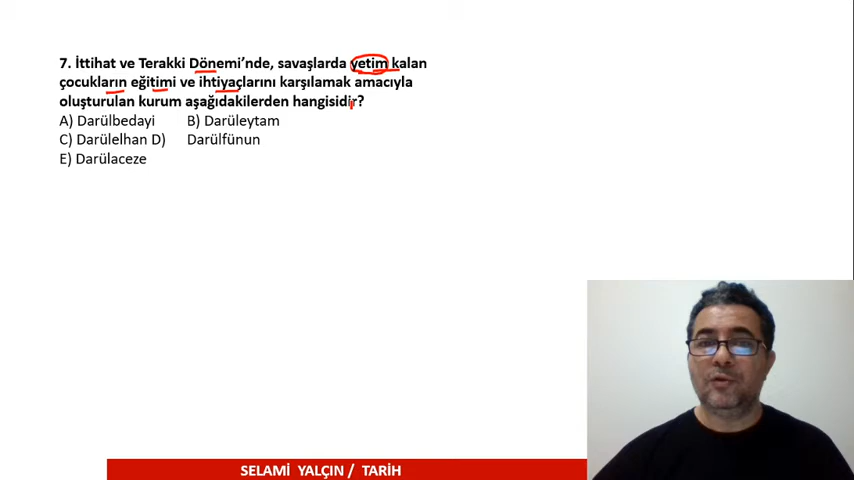 7. İttihat ve Terakki Dönemi’nde, savaşlarda yetim kalan
çocukların eğitimi ve ihtiyaçlarını karşılamak amacıyla
oluşturulan kurum aşağıdakilerden hangisidir?
A) Darülbedayi B) Darüleytam
C) Darülelhan D) Darülfünun
E) Darülaceze
SELAMİ YALÇIN / TARİH